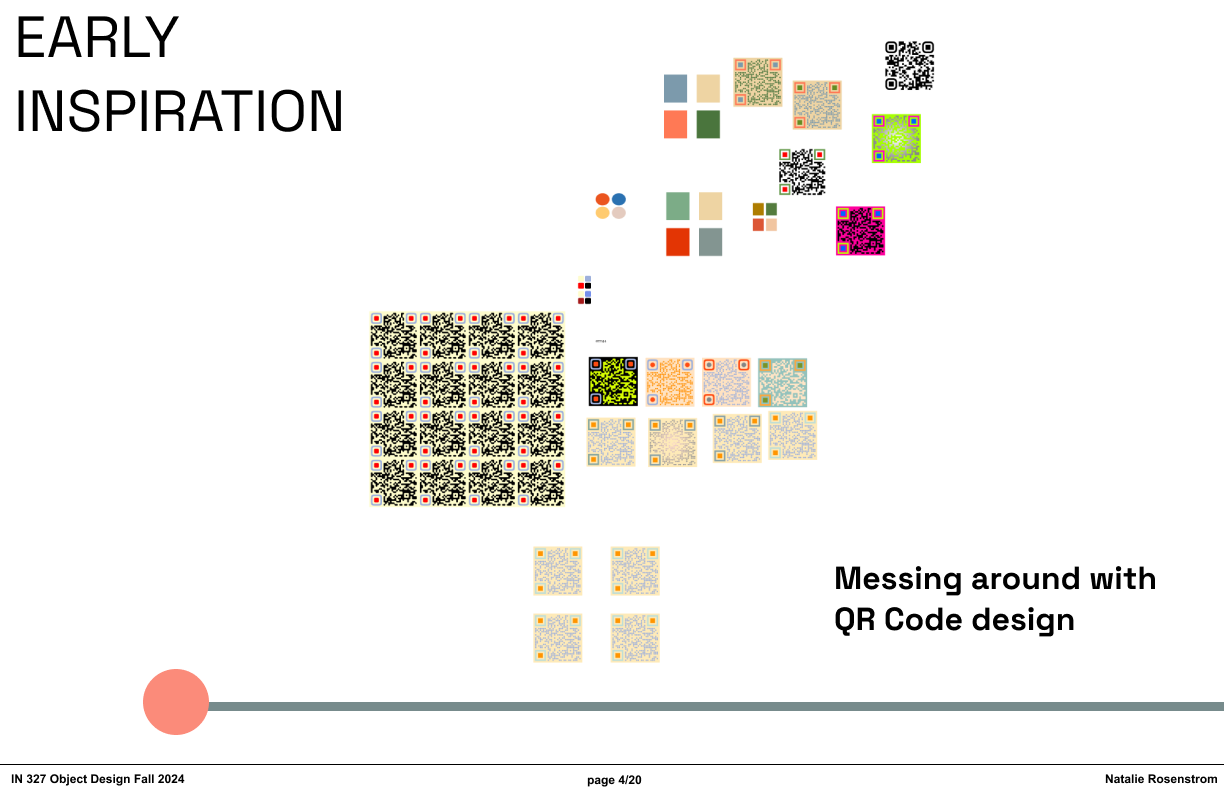 EARLY
INSPIRATION
Messing around with
QR Code design
IN 327 Object Design Fall 2024
page 4/20
Natalie Rosenstrom